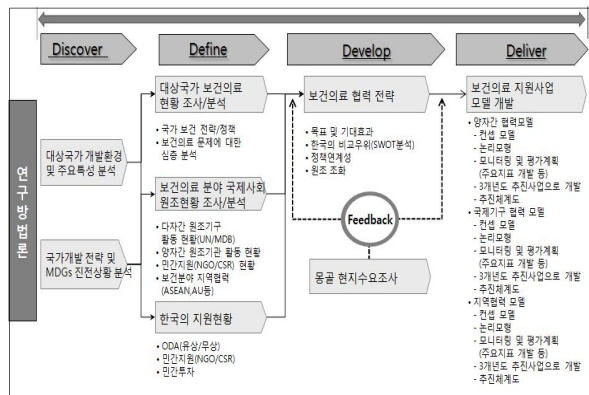 Discover
Define
Develop
Deliver
연구방법론
대상국가 개발환경
및 주요특성 분석
국가개발 전략 및
MDGs 진전상황 분석
대상국가 보건의료
현황 조사/분석
• 국가 보건 전략/정책
• 보건의료 문제에 대한
심층 분석
보건의료 분야 국제사회
원조현황 조사/분석
• 다자간 원조기구
활동 현황(UN/MDB)
• 양자간 원조기관 활동 현황
• 민간지원(NGO/CSR) 현황
• 보건분야 지역협력
(ASEAN,AU등)
한국의 지원현황
• ODA(유상/무상)
• 민간지원(NGO/CSR)
• 민간투자
보건의료 협력 전략
• 목표 및 기대효과
• 한국의 비교우위(SWOT분석)
• 정책연계성
• 원조 조화
Feedback
몽골 현지수요조사
보건의료 지원사업
모델 개발
• 양자간 협력모델
- 컨셉 모델
- 논리모형
- 모니터링 및 평가계획
(주요지표 개발 등)
- 3개년도 추진사업으로 개발
- 추진체계도
• 국제기구 협력 모델
- 컨셉 모델
- 논리모형
- 모니터링 및 평가계획
(주요지표 개발 등)
- 3개년도 추진사업으로 개발
- 추진체계도
• 지역협력 모델
- 컨셉 모델
- 논리모형
- 모니터링 및 평가계획
(주요지표 개발 등)
- 3개년도 추진사업으로 개발
- 추진체계도